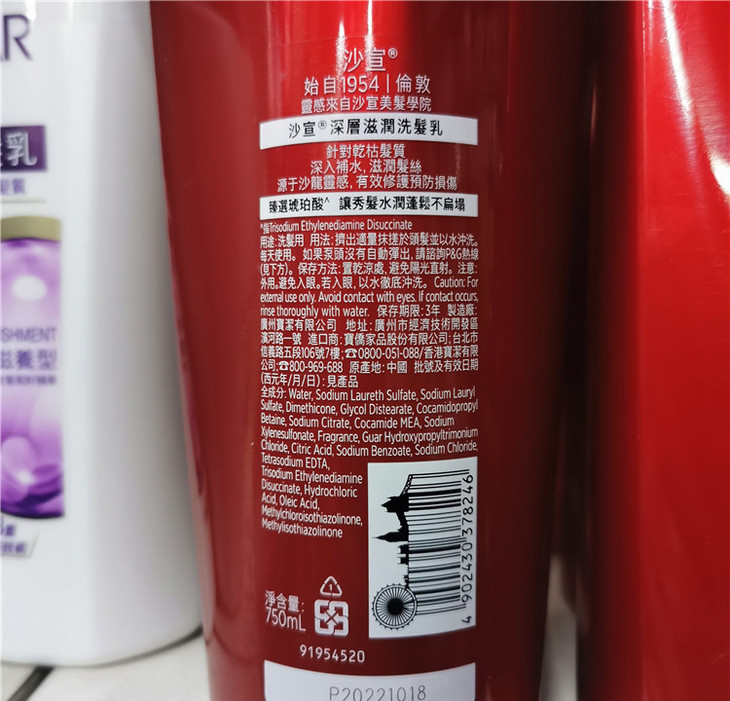 R
乳
SHMENT
滋養型
沙宣®
始自1954 | 倫敦
靈感來自沙宣美髮學院
沙宣®深層滋潤洗髮乳
針對乾枯髮質
深入補水, 滋潤髮絲
源于沙龍靈感, 有效修護預防損傷
臻選琥珀酸^ 讓秀髮水潤蓬鬆不扁塌
^指Trisodium Ethylenediamine Disuccinate
用途: 洗髮用 用法: 擠出適量抹搓於頭髮並以水沖洗。
每天使用。 如果泵頭沒有自動彈出, 請諮詢P&G熱線
(見下方)。保存方法: 置乾涼處, 避免陽光直射。注意:
外用。避免入眼。若入眼, 以水徹底沖洗。 Caution: For
external use only. Avoid contact with eyes. If contact occurs,
rinse thoroughly with water. 保存期限: 3年 製造廠:
廣州寶潔有限公司 地址: 廣州市經濟技術開發區
濱河路一號 進口商: 寶僑家品股份有限公司; 台北市
信義路五段106號7樓; ☎0800-051-088/香港寶潔有限
公司; ☎800-969-688 原產地: 中國 批號及有效日期
(西元年/月/日): 見產品
全成分: Water, Sodium Laureth Sulfate, Sodium Lauryl
Sulfate, Dimethicone, Glycol Distearate, Cocamidopropyl
Betaine, Sodium Citrate, Cocamide MEA, Sodium
Xylenesulfonate, Fragrance, Guar Hydroxypropyltrimonium
Chloride, Citric Acid, Sodium Benzoate, Sodium Chloride,
Tetrasodium EDTA,
Trisodium Ethylenediamine
Disuccinate, Hydrochloric
Acid, Oleic Acid,
Methylchloroisothiazolinone,
Methylisothiazolinone
4 902430 378246
淨含量:
750mL
1
91954520
P20221018